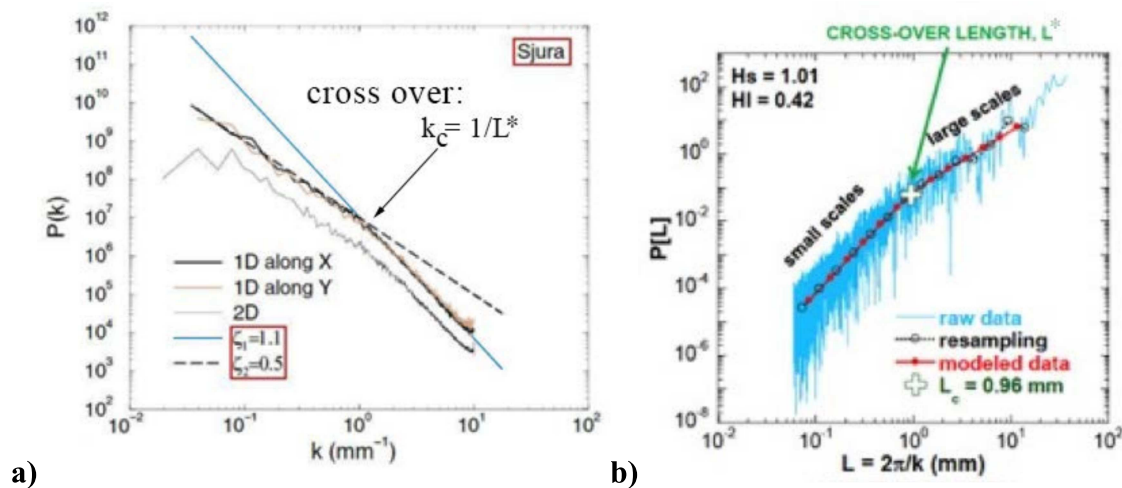 10¹²
10¹¹
10¹⁰
10⁹
10⁸
10⁷
10⁶
10⁵
10⁴
10³
10²
P(k)
Sjura
cross over:
k_c= 1/L*
1D along X
1D along Y
2D
ζ₁=1.1
ζ₂=0.5
10⁻² 10⁻¹ 10⁰ 10¹ 10²
k (mm⁻¹)
a)
CROSS-OVER LENGTH, L*
Hs = 1.01
Hl = 0.42
10²
10⁰
10⁻²
10⁻⁴
10⁻⁶
10⁻⁸
P[L]
large scales
small scales
raw data
resampling
modeled data
L_c = 0.96 mm
10⁻² 10⁻¹ 10⁰ 10¹ 10²
L = 2π/k (mm)
b)